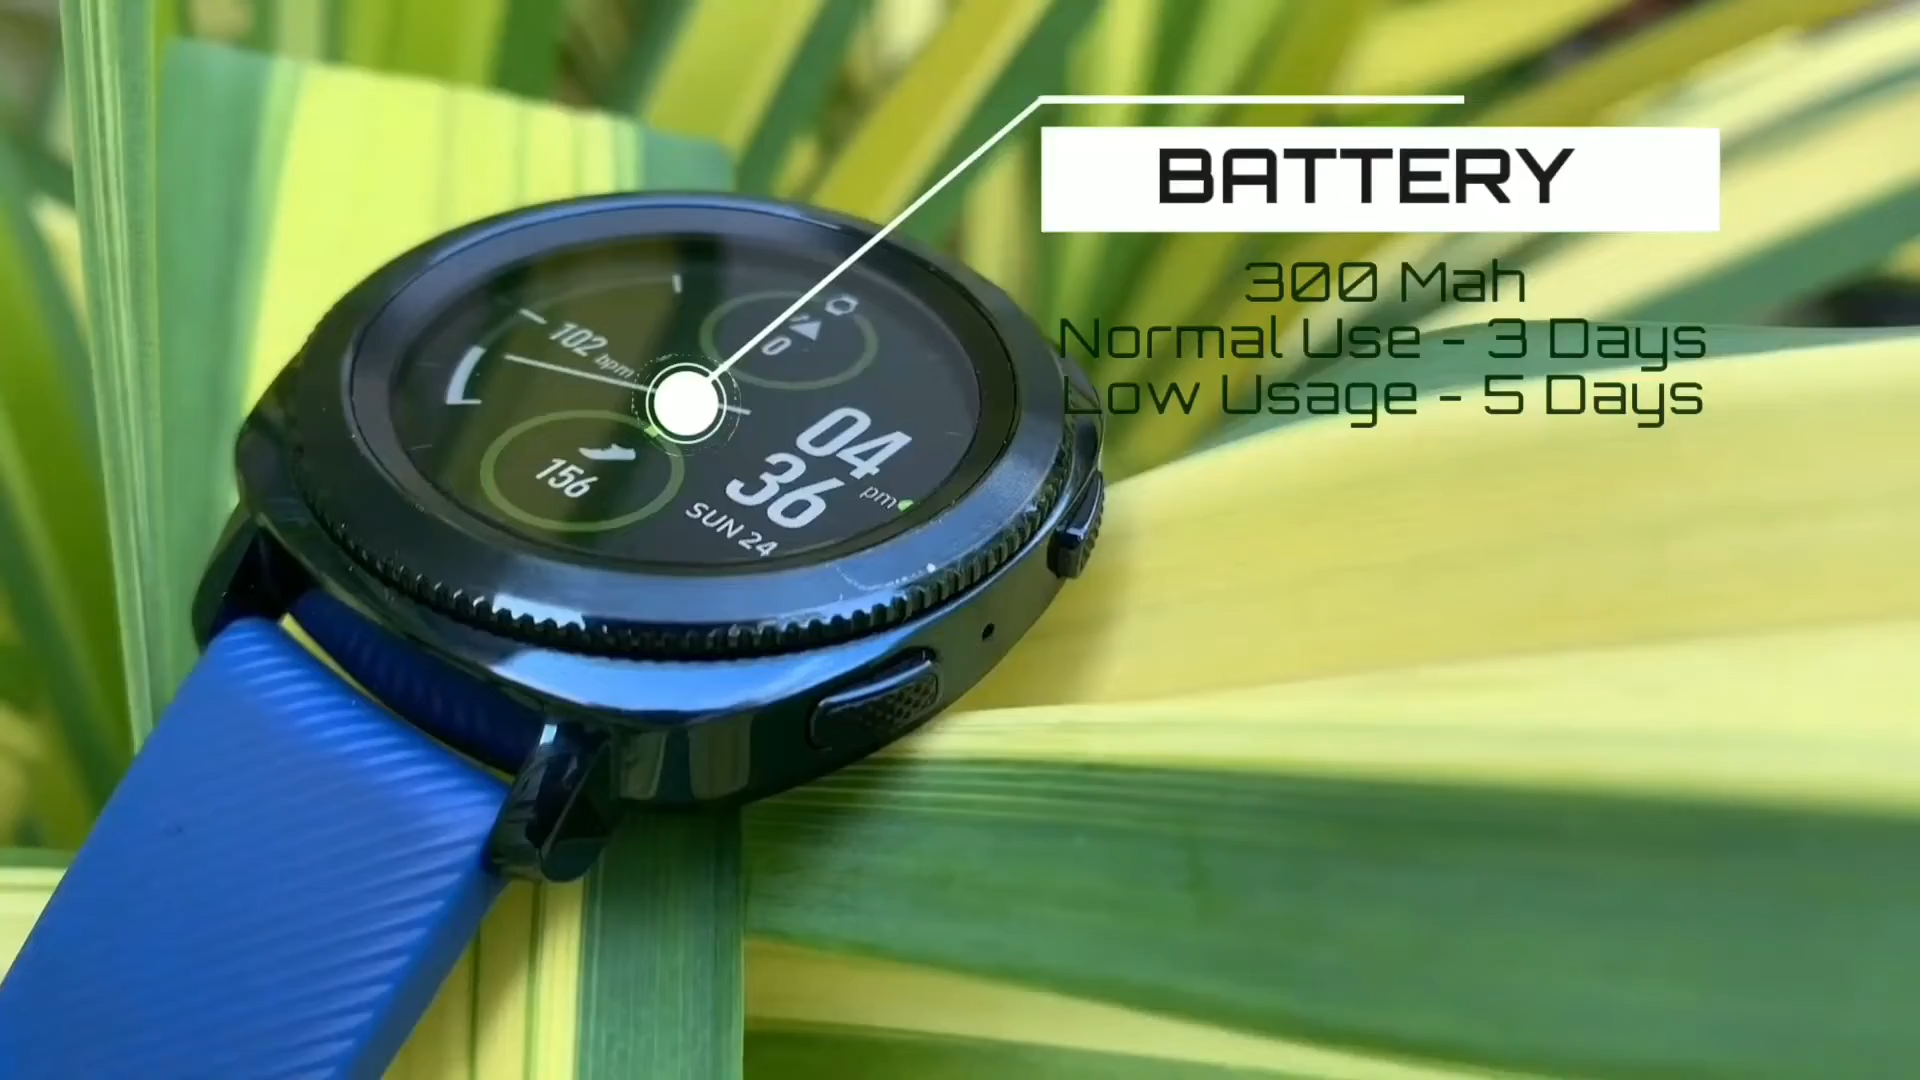 BATTERY
300 Mah
Normal Use - 3 Days
Low Usage - 5 Days
102 bpm
0
156
04
36 pm
SUN 24